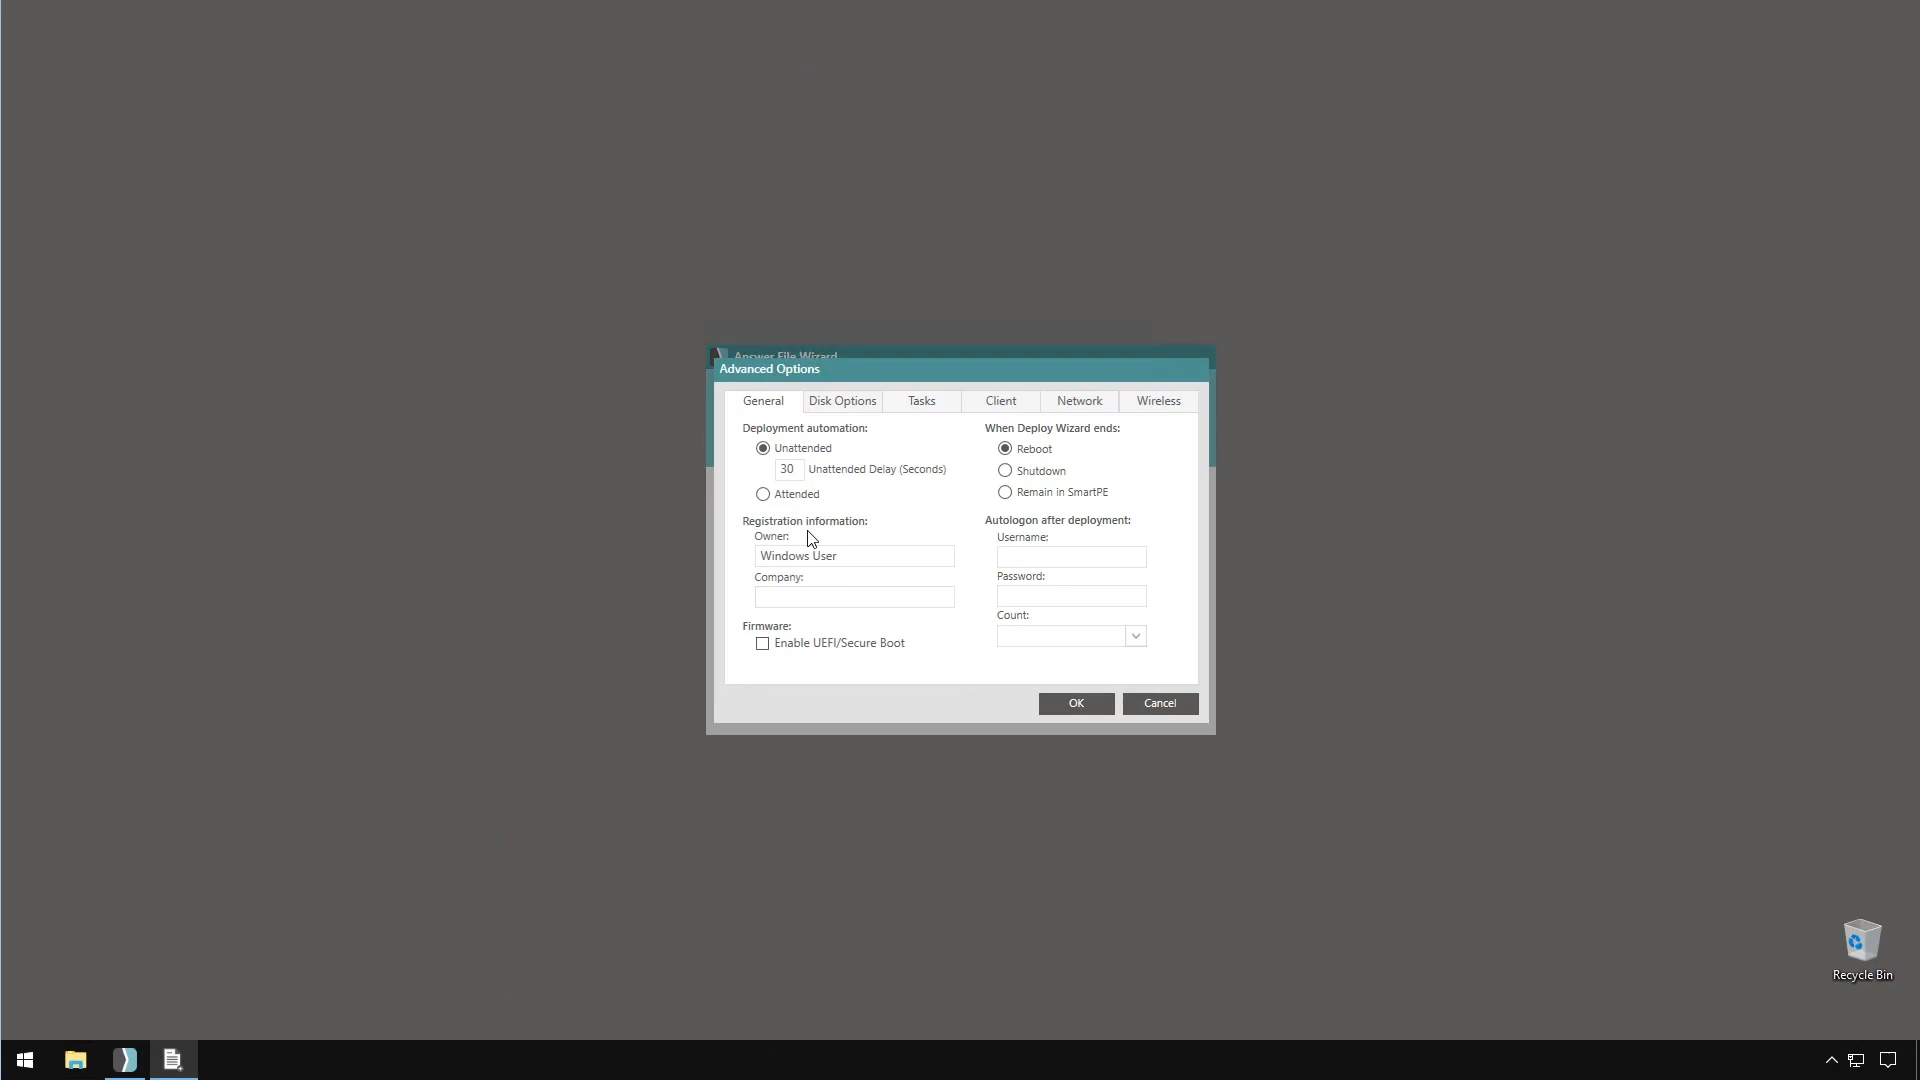 Answer File Wizard
Advanced Options
General Disk Options Tasks Client Network Wireless
Deployment automation:
Unattended
30 Unattended Delay (Seconds)
Attended
Registration information:
Owner:
Windows User
Company:
Firmware:
Enable UEFI/Secure Boot
When Deploy Wizard ends:
Reboot
Shutdown
Remain in SmartPE
Autologon after deployment:
Username:
Password:
Count:
OK Cancel
Recycle Bin